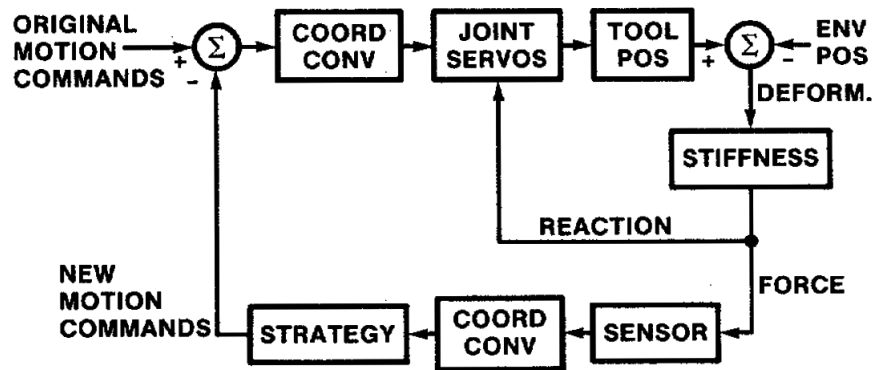 ORIGINAL
MOTION
COMMANDS
+
-
Σ
COORD
CONV
JOINT
SERVOS
TOOL
POS
+
Σ
-
ENV
POS
DEFORM.
STIFFNESS
REACTION
FORCE
NEW
MOTION
COMMANDS
STRATEGY
COORD
CONV
SENSOR